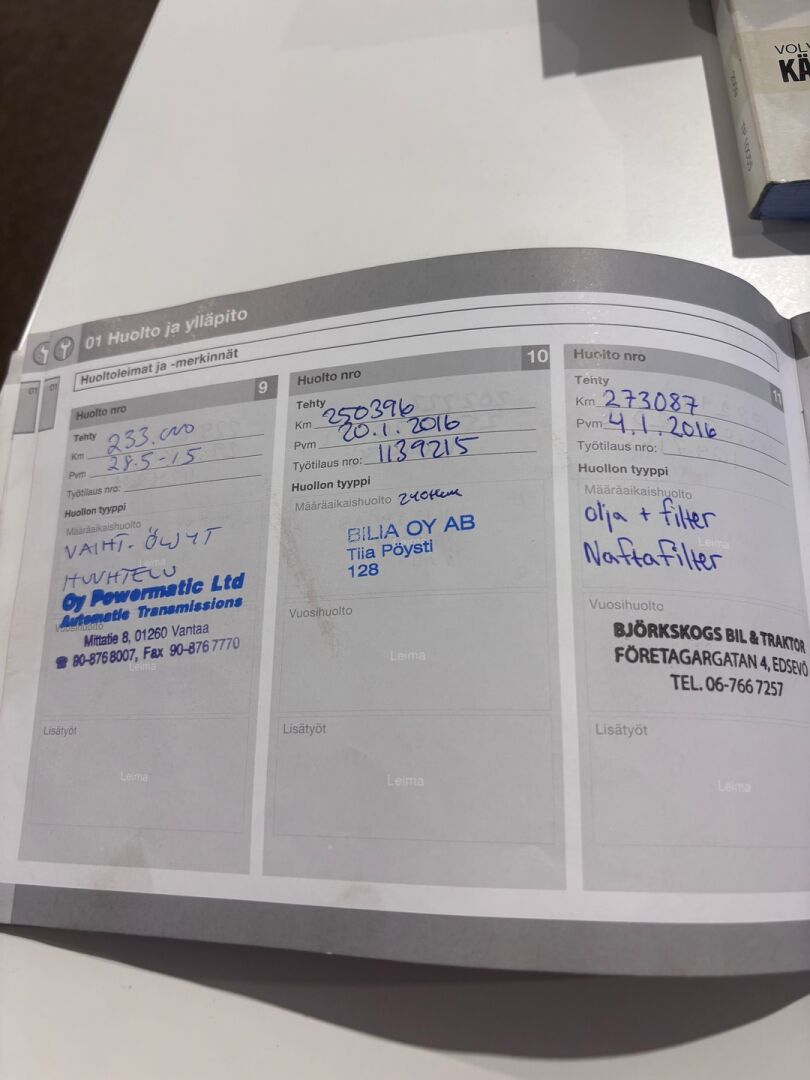 VOLV
KÄ
01 Huolto ja ylläpito
Huoltoleimat ja -merkinnät
01
01
Huolto nro 9
Tehty
Km 233.000
Pvm 28.5-15
Työtilaus nro:
Huollon tyyppi
Määräaikaishuolto
VAIHT. ÖLJYT
HUUHTELU
Oy Powermatic Ltd
Automatic Transmissions
Vuosihuolto
Mittatie 8, 01260 Vantaa
☎ 90-876 8007, Fax 90-876 7770
Leima
Lisätyöt
Leima
Huolto nro 10
Tehty
Km 250396
Pvm 20.1.2016
Työtilaus nro: 1139215
Huollon tyyppi
Määräaikaishuolto 240tkm
BILIA OY AB
Tiia Pöysti
128
Vuosihuolto
Leima
Lisätyöt
Leima
Huolto nro 11
Tehty
Km 273087
Pvm 4.1.2016
Työtilaus nro:
Huollon tyyppi
Määräaikaishuolto
olja + filter
Leima
Naftafilter
Vuosihuolto
BJÖRKSKOGS BIL & TRAKTOR
FÖRETAGARGATAN 4, EDSEVÖ
TEL. 06-766 7257
Lisätyöt
Leima